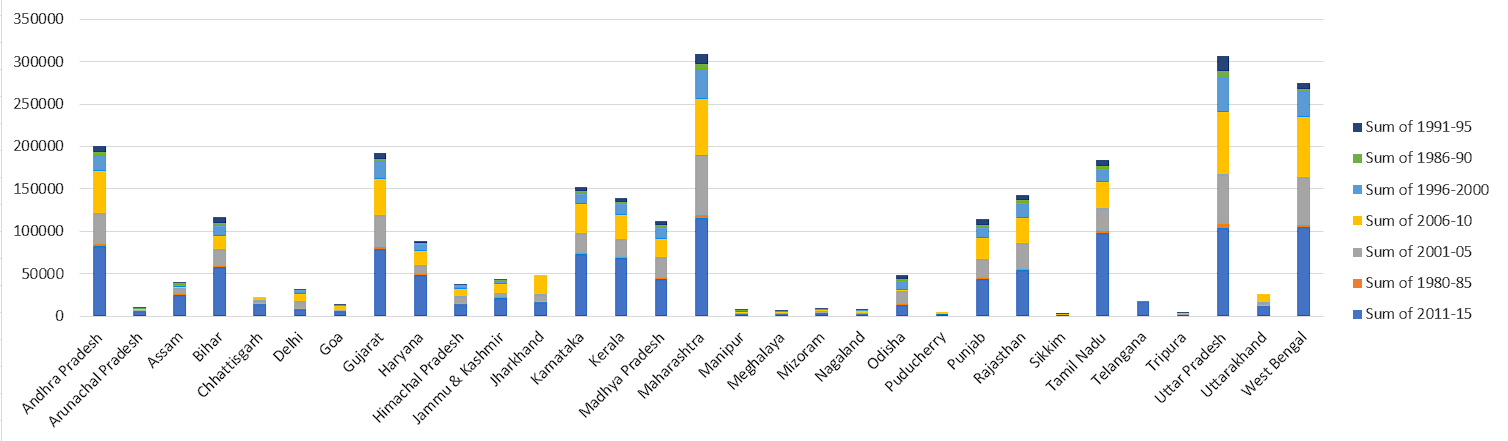 350000
300000
250000
200000
150000
100000
50000
0
Andhra Pradesh
Arunachal Pradesh
Assam
Bihar
Chhattisgarh
Delhi
Goa
Gujarat
Haryana
Himachal Pradesh
Jammu & Kashmir
Jharkhand
Karnataka
Kerala
Madhya Pradesh
Maharashtra
Manipur
Meghalaya
Mizoram
Nagaland
Odisha
Puducherry
Punjab
Rajasthan
Sikkim
Tamil Nadu
Telangana
Tripura
Uttar Pradesh
Uttarakhand
West Bengal
Sum of 1991-95
Sum of 1986-90
Sum of 1996-2000
Sum of 2006-10
Sum of 2001-05
Sum of 1980-85
Sum of 2011-15